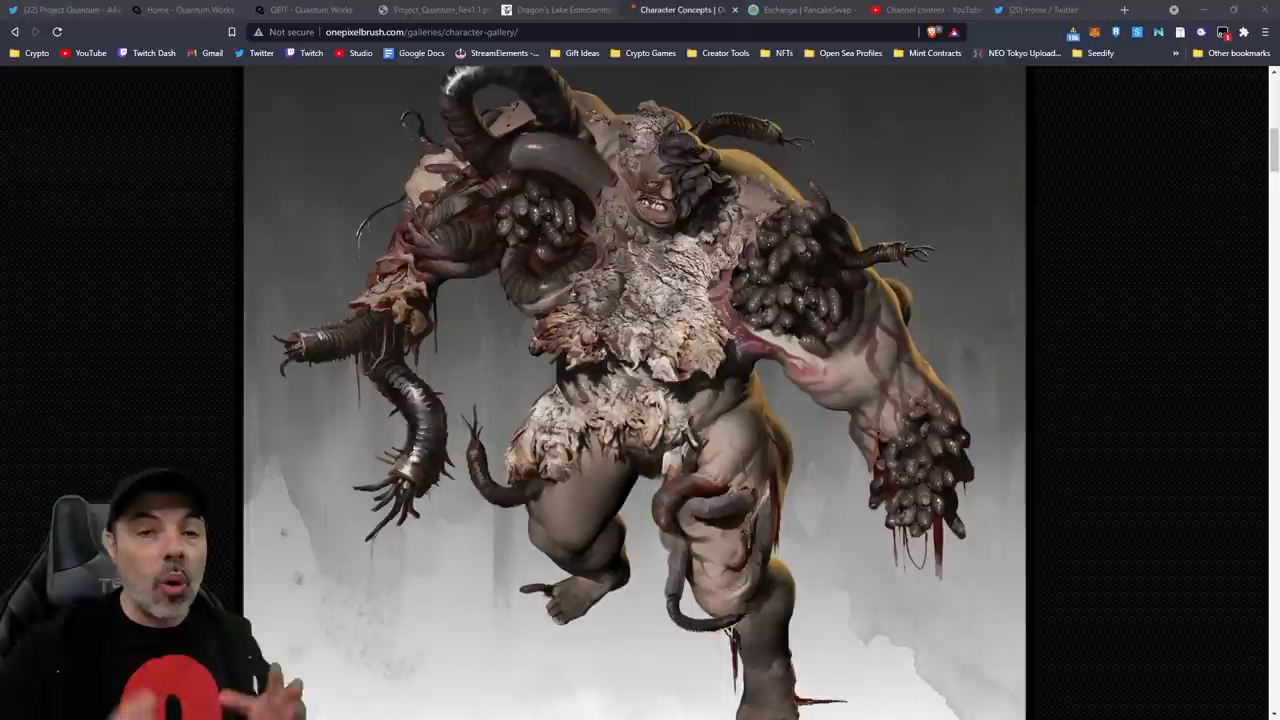 (22) Project Quantum - AAA
Home - Quantum Works
QBIT - Quantum Works
Project_Quantum_Rev1.1.p
Dragon's Lake Entertainme
Character Concepts | O
Exchange | PancakeSwap -
Channel content - YouTube
(20) Home / Twitter
Not secure | onepixelbrush.com/galleries/character-gallery/
Crypto YouTube Twitch Dash Gmail Twitter Twitch Studio Google Docs StreamElements -... Gift Ideas Crypto Games Creator Tools NFTs Open Sea Profiles Mint Contracts NEO Tokyo Upload... Seedify » Other bookmarks